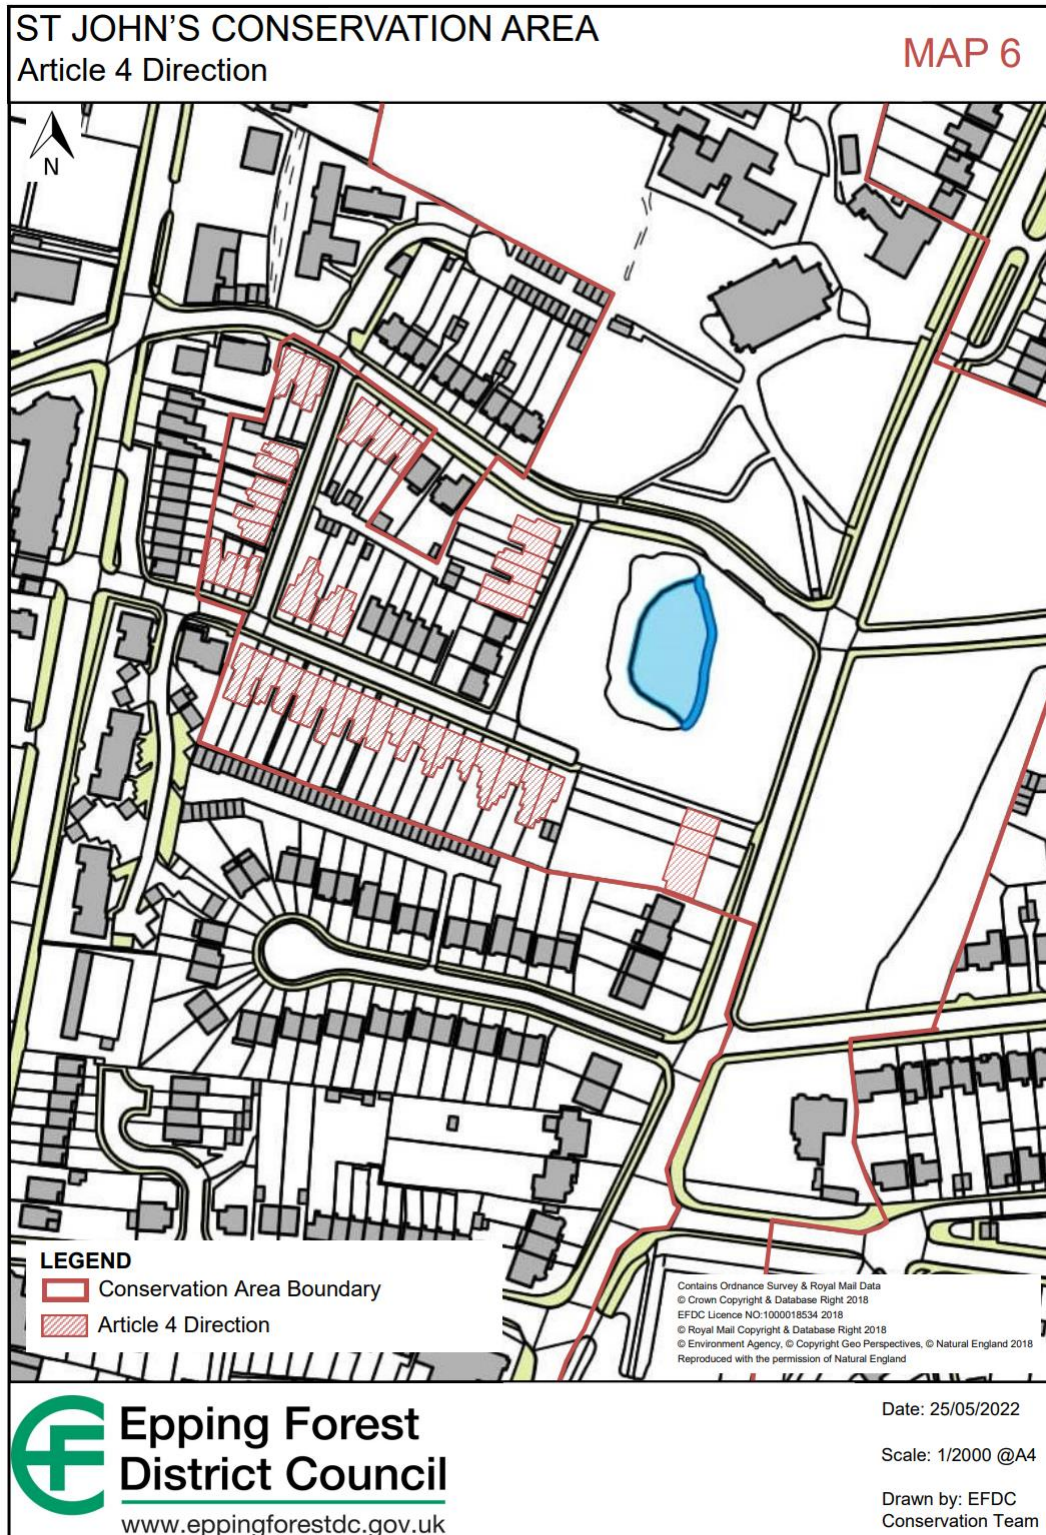 ST JOHN'S CONSERVATION AREA
Article 4 Direction
MAP 6
N
LEGEND
Conservation Area Boundary
Article 4 Direction
Contains Ordnance Survey & Royal Mail Data
© Crown Copyright & Database Right 2018
EFDC Licence NO:1000018534 2018
© Royal Mail Copyright & Database Right 2018
© Environment Agency, © Copyright Geo Perspectives, © Natural England 2018
Reproduced with the permission of Natural England
Epping Forest
District Council
www.eppingforestdc.gov.uk
Date: 25/05/2022
Scale: 1/2000 @A4
Drawn by: EFDC
Conservation Team